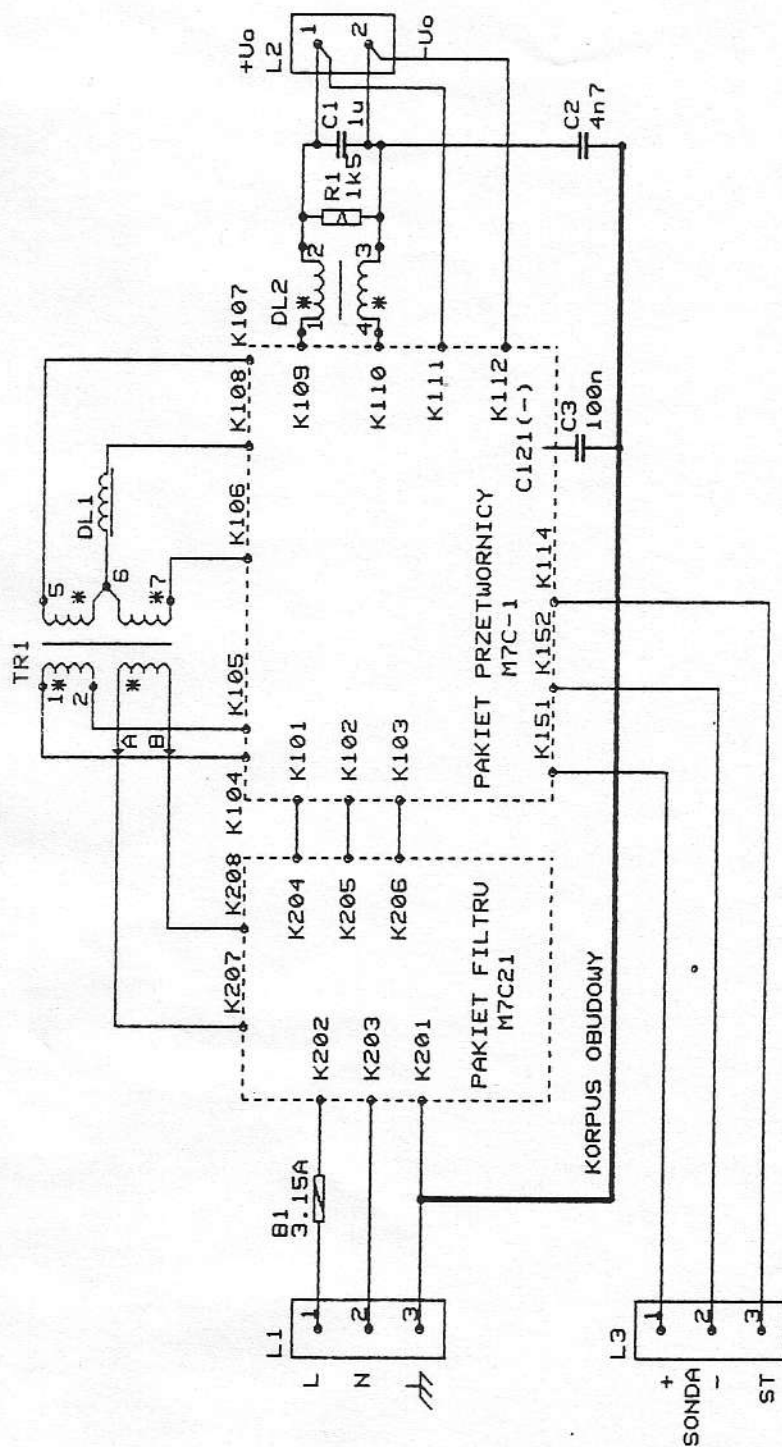 TR1
1*
2
5
*
6
*7
*
A
B
DL1
K207
K208
K104
K105
K106
K108
K107
+Uo
L2
1
2
-Uo
L1
L
1
N
2
3
B1
3.15A
K202
K203
K201
PAKIET FILTRU
M7C21
K204
K205
K206
K101
K102
K103
PAKIET PRZETWORNICY
M7C-1
K109
K110
K111
K112
C121(-)
DL2
1
*
2
4
*
3
R1
1k5
C1
1u
C2
4n7
C3
100n
K151
K152
K114
KORPUS OBUDOWY
L3
+
1
SONDA
-
2
ST
3